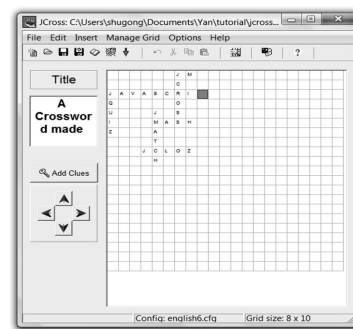 JCross: C:\Users\shugong\Documents\Yan\tutorial\jcross...
File Edit Insert Manage Grid Options Help
Title
A
Crosswor
d made
Add Clues
J M
C
J A V A S C R I
Q O
U J S
I M A S H
Z A
T
J C L O Z
H
Config: english6.cfg
Grid size: 8 x 10